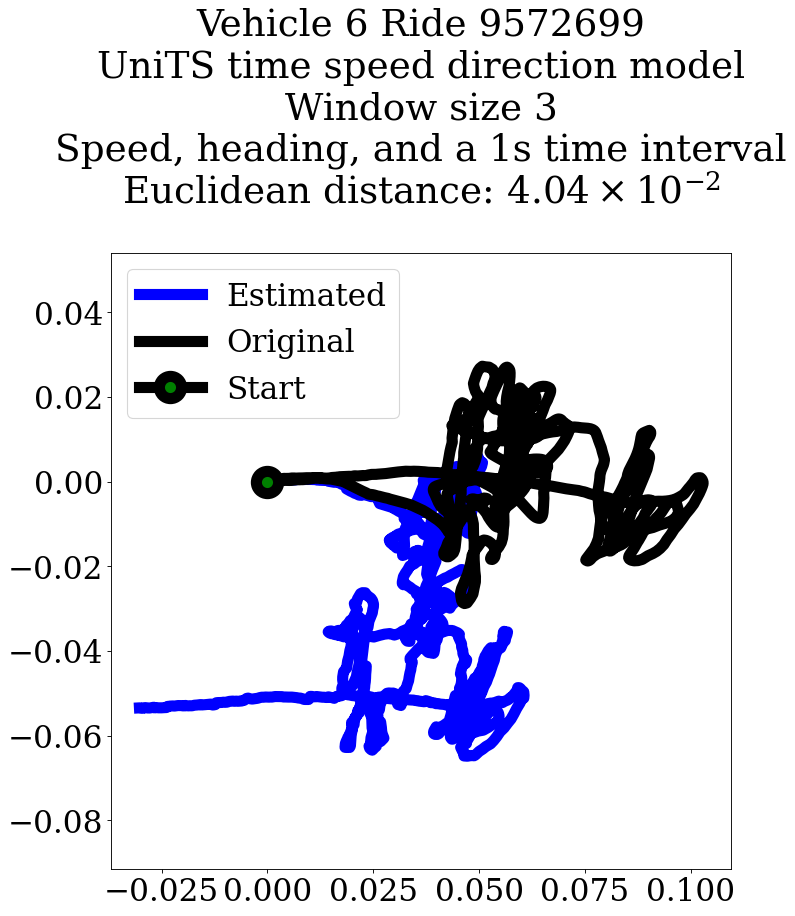 Vehicle 6 Ride 9572699
UniTS time speed direction model
Window size 3
Speed, heading, and a 1s time interval
Euclidean distance: 4.04 × 10⁻²
Estimated
Original
Start
0.04
0.02
0.00
−0.02
−0.04
−0.06
−0.08
−0.025 0.000 0.025 0.050 0.075 0.100